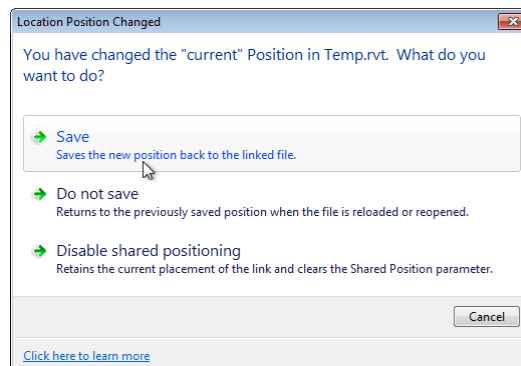 Location Position Changed
You have changed the "current" Position in Temp.rvt. What do you
want to do?
Save
Saves the new position back to the linked file.
Do not save
Returns to the previously saved position when the file is reloaded or reopened.
Disable shared positioning
Retains the current placement of the link and clears the Shared Position parameter.
Cancel
Click here to learn more